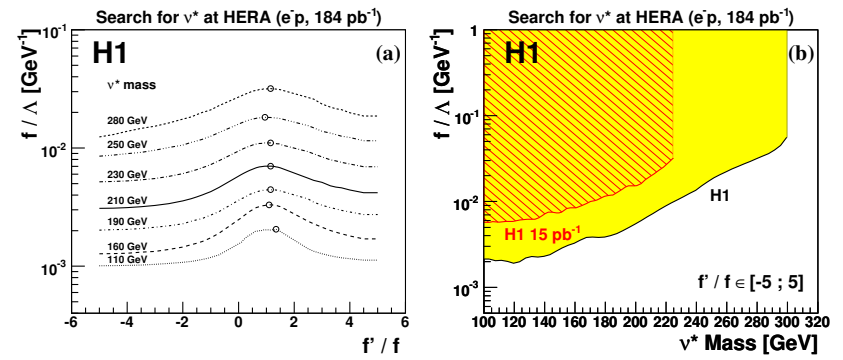 Search for ν* at HERA (e⁻p, 184 pb⁻¹)
H1
(a)
ν* mass
280 GeV
250 GeV
230 GeV
210 GeV
190 GeV
160 GeV
110 GeV
f / Λ [GeV⁻¹]
10⁻¹
10⁻²
10⁻³
-6 -4 -2 0 2 4 6
f' / f
Search for ν* at HERA (e⁻p, 184 pb⁻¹)
H1
(b)
f / Λ [GeV⁻¹]
1
10⁻¹
10⁻²
10⁻³
H1 15 pb⁻¹
H1
f' / f ∈ [-5 ; 5]
100 120 140 160 180 200 220 240 260 280 300 320
ν* Mass [GeV]